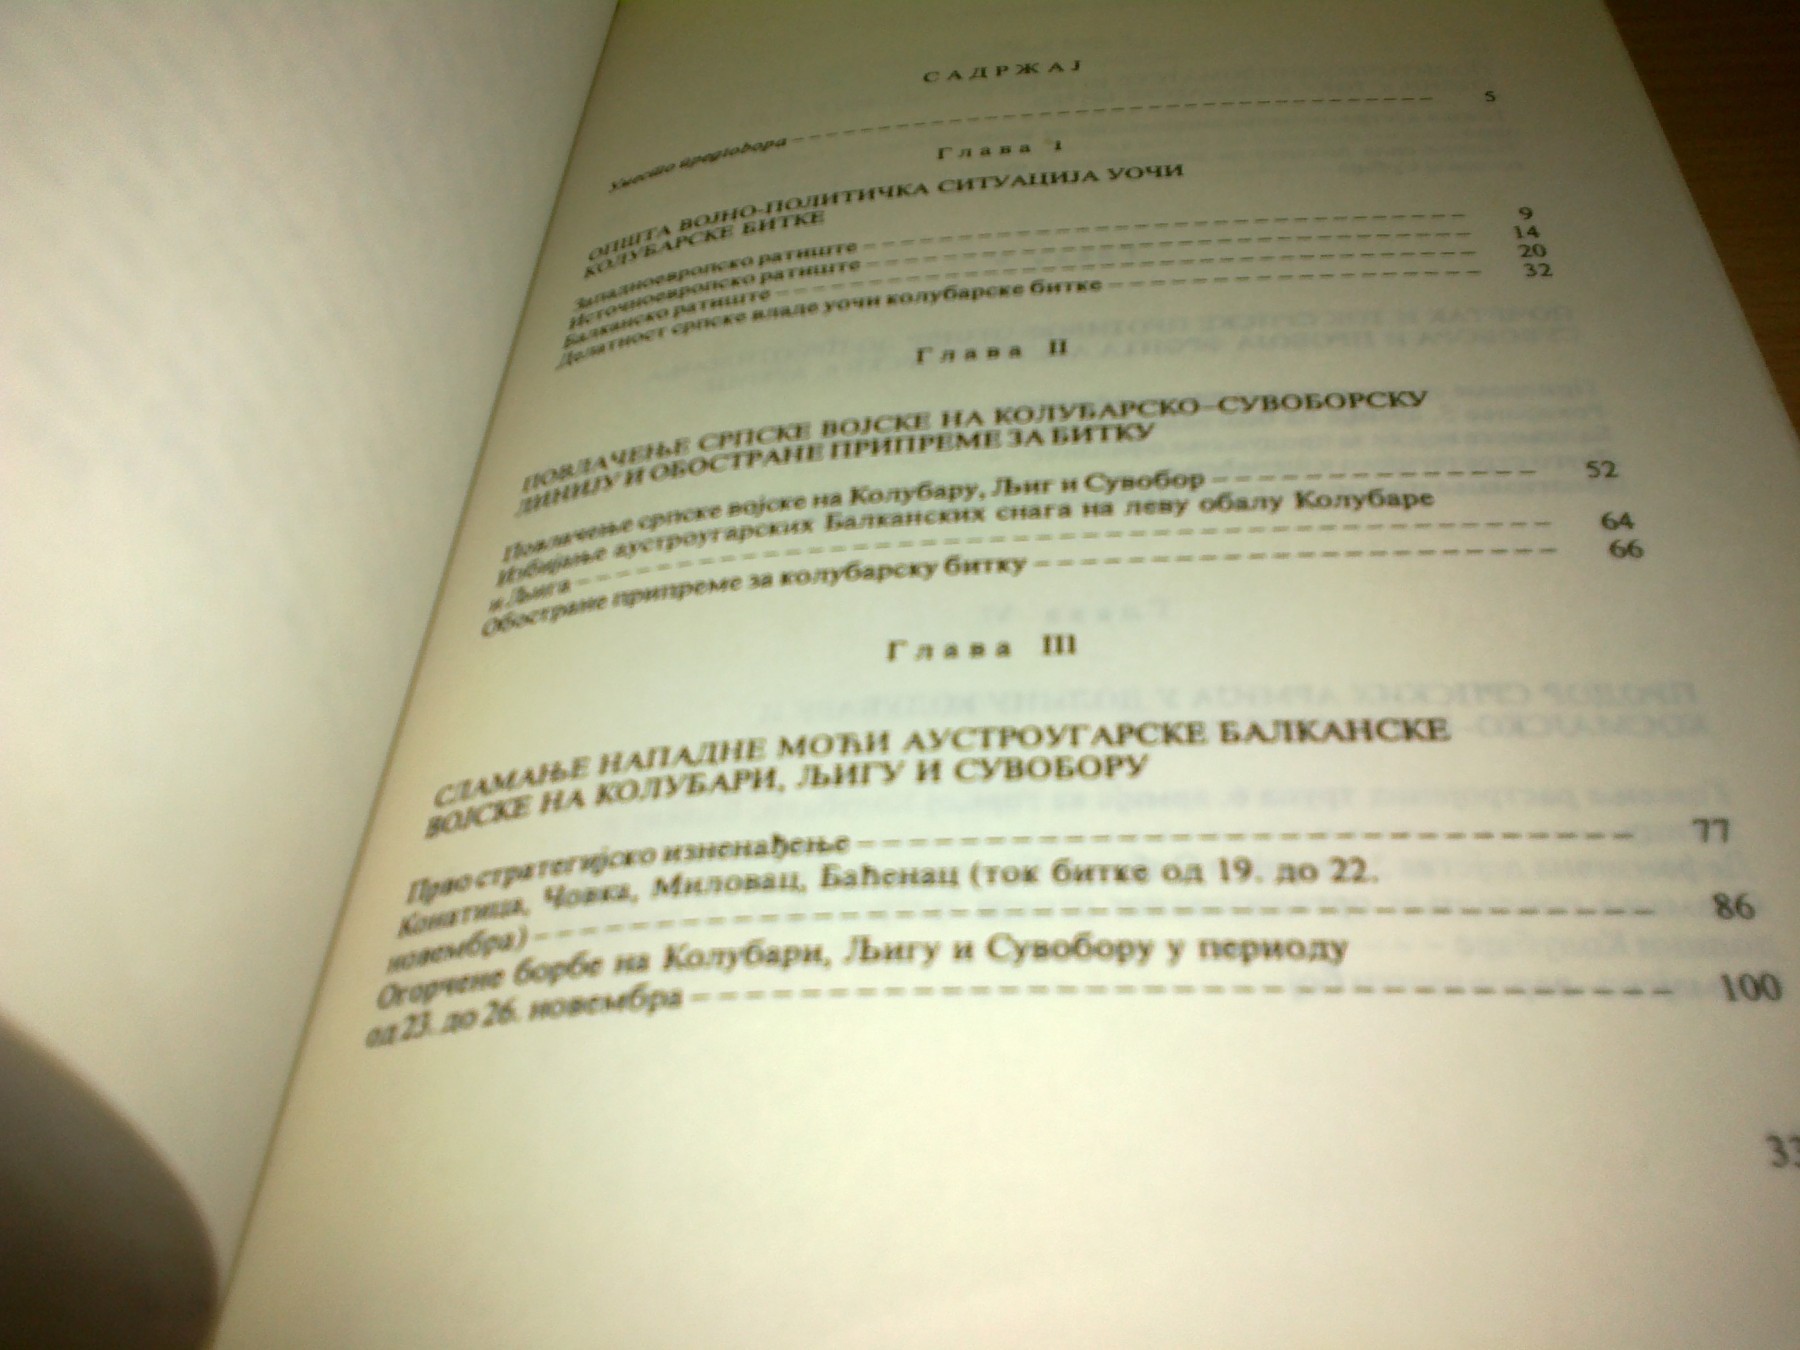 САДРЖАЈ
Уместо предговора 5
Глава I
ОПШТА ВОЈНО-ПОЛИТИЧКА СИТУАЦИЈА УОЧИ
КОЛУБАРСКЕ БИТКЕ
Западноевропско ратиште 9
Источноевропско ратиште 14
Балканско ратиште 20
Делатност српске владе уочи колубарске битке 32
Глава II
ПОВЛАЧЕЊЕ СРПСКЕ ВОЈСКЕ НА КОЛУБАРСКО–СУВОБОРСКУ
ЛИНИЈУ И ОБОСТРАНЕ ПРИПРЕМЕ ЗА БИТКУ
Повлачење српске војске на Колубару, Љиг и Сувобор 52
Избијање аустроугарских Балканских снага на леву обалу Колубаре
и Љига 64
Обостране припреме за колубарску битку 66
Глава III
СЛАМАЊЕ НАПАДНЕ МОЋИ АУСТРОУГАРСКЕ БАЛКАНСКЕ
ВОЈСКЕ НА КОЛУБАРИ, ЉИГУ И СУВОБОРУ
Прво стратегијско изненађење 77
Конатица, Човка, Миловац, Баћенац (ток битке од 19. до 22.
новембра) 86
Огорчене борбе на Колубари, Љигу и Сувобору у периоду
од 23. до 26. новембра 100